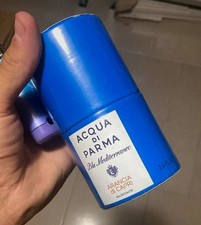 ACQUA
DI
PARMA
Blu Mediterraneo
ARANCIA
DI CAPRI